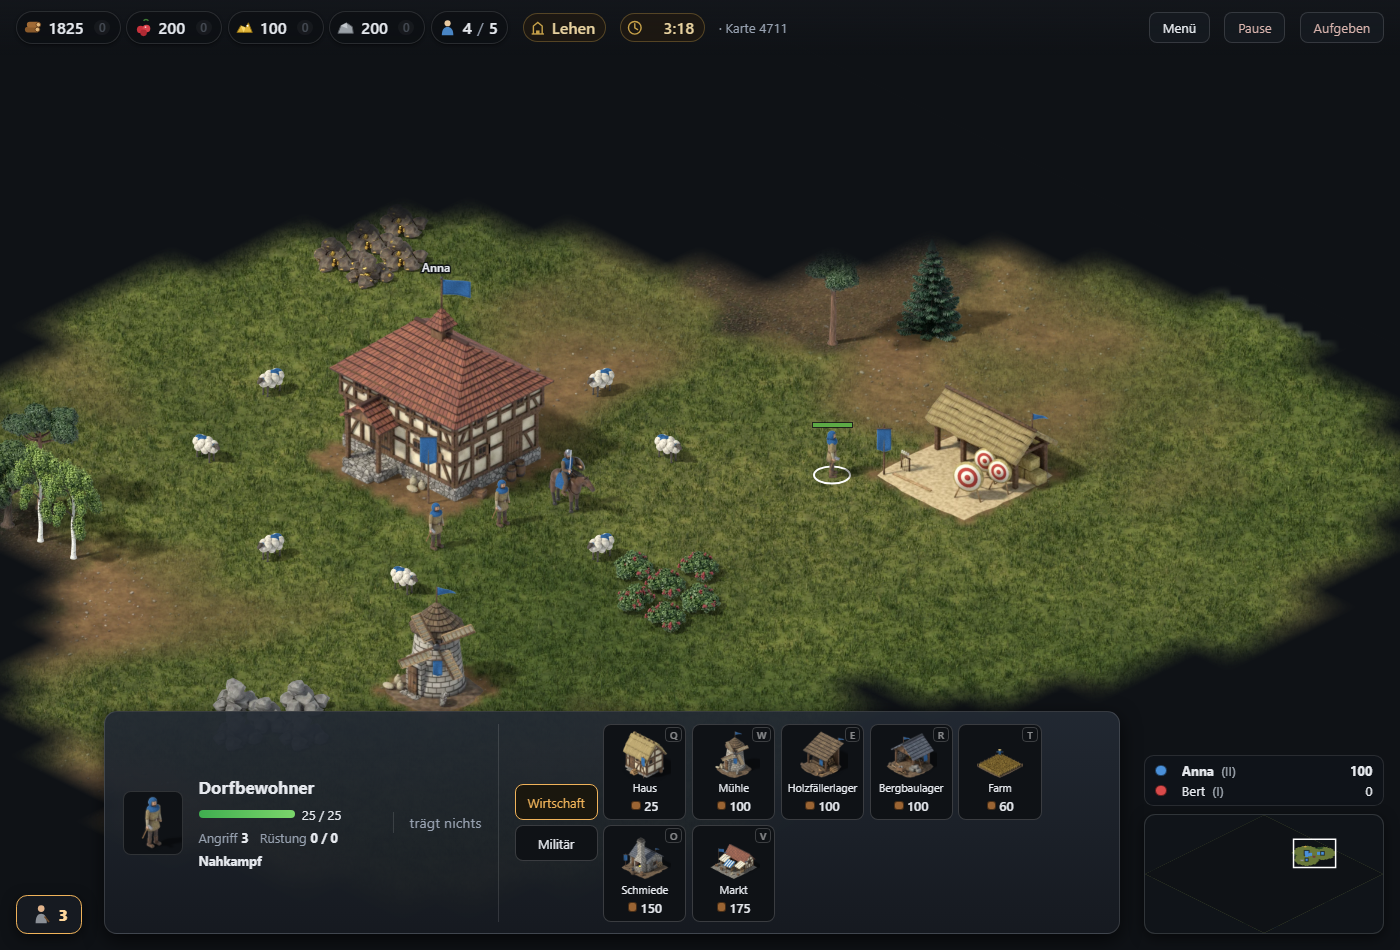 1825 0 200 0 100 0 200 0 4 / 5 Lehen 3:18 · Karte 4711 Menü Pause Aufgeben
Anna
Q W E R T
Haus Mühle Holzfällerlager Bergbaulager Farm
25 100 100 100 60
Dorfbewohner
25 / 25
Angriff 3 Rüstung 0 / 0
Nahkampf
trägt nichts
Wirtschaft
Militär
O V
Schmiede Markt
150 175
Anna (II) 100
Bert (I) 0
3